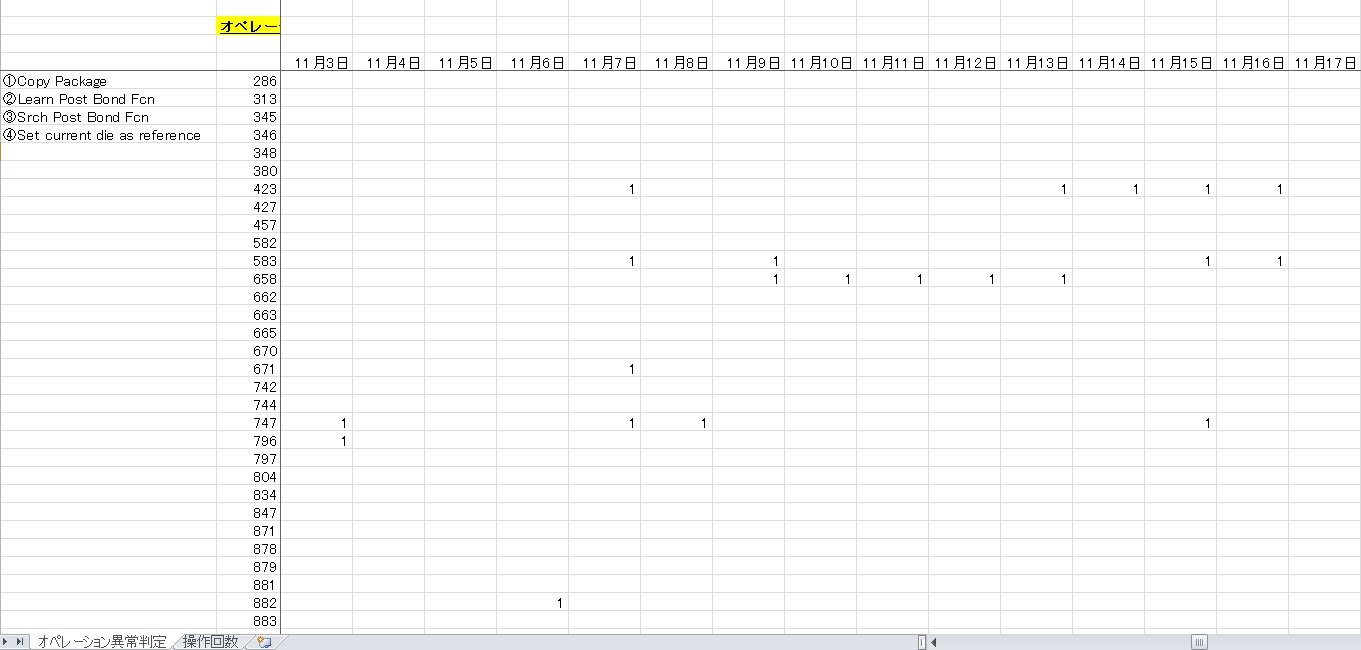 オペレー
11月3日 11月4日 11月5日 11月6日 11月7日 11月8日 11月9日 11月10日 11月11日 11月12日 11月13日 11月14日 11月15日 11月16日 11月17日
①Copy Package 286
②Learn Post Bond Fcn 313
③Srch Post Bond Fcn 345
④Set current die as reference 346
348
380
423 1 1 1 1 1
427
457
582
583 1 1 1 1
658 1 1 1 1 1
662
663
665
670
671 1
742
744
747 1 1 1 1
796 1
797
804
834
847
871
878
879
881
882 1
883
オペレーション異常判定 操作回数